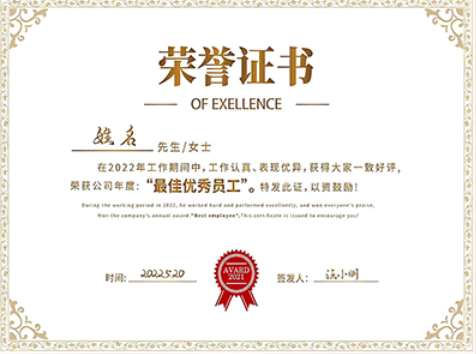 荣誉证书
OF EXELLENCE
姓名 先生/女士
在2022年工作期间中，工作认真、表现优异，获得大家一致好评，
荣获公司年度：“最佳优秀员工”。特发此证，以资鼓励！
During the working period in 2022, he worked hard and performed excellently, and won everyone's praise,
Won the company's annual award "Best employee",This certificate is issued to encourage you!
AWARD
2021
时间：2022520 签发人：